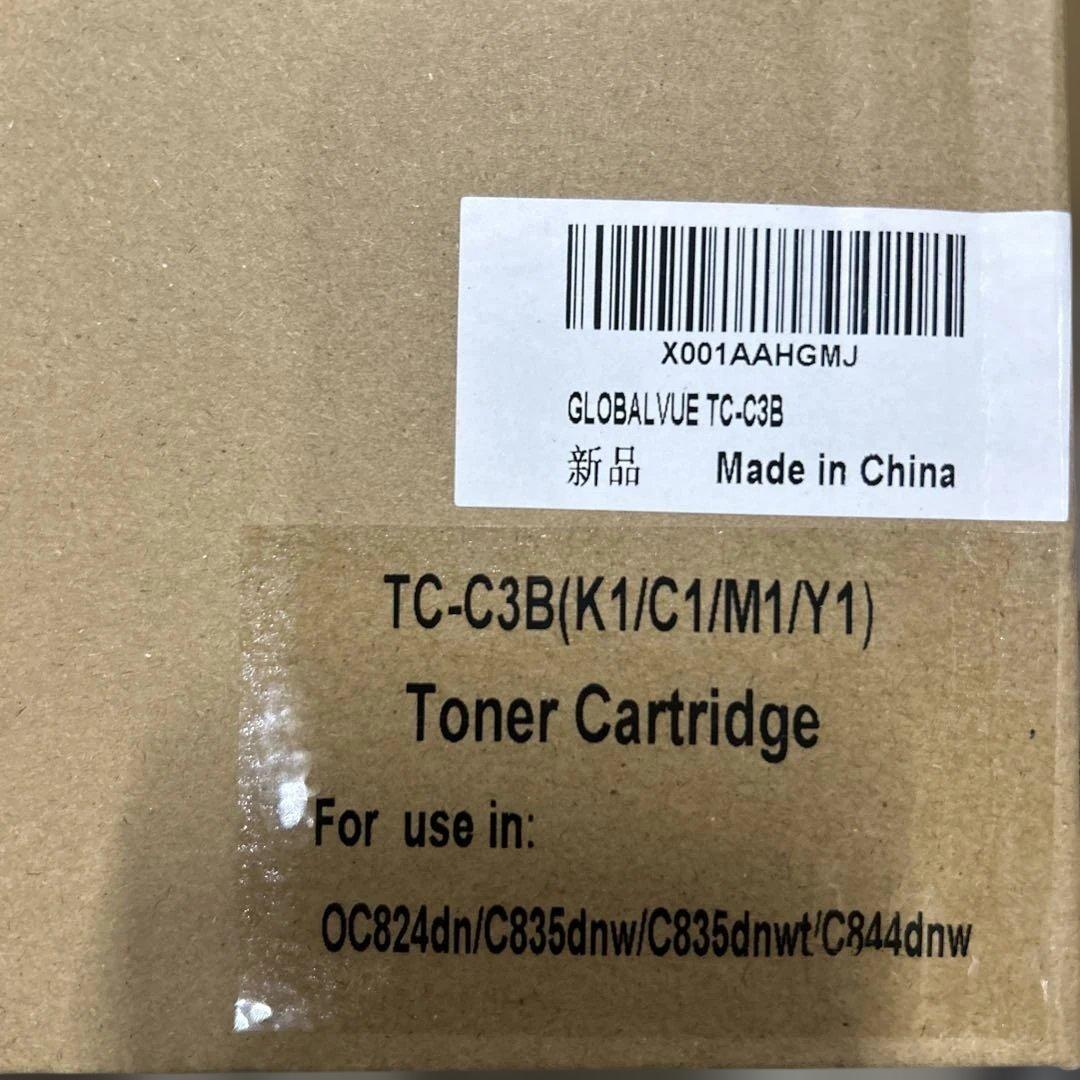 X001AAHGMJ
GLOBALVUE TC-C3B
新品 Made in China
TC-C3B(K1/C1/M1/Y1)
Toner Cartridge
For use in:
OC824dn/C835dnw/C835dnwt/C844dnw